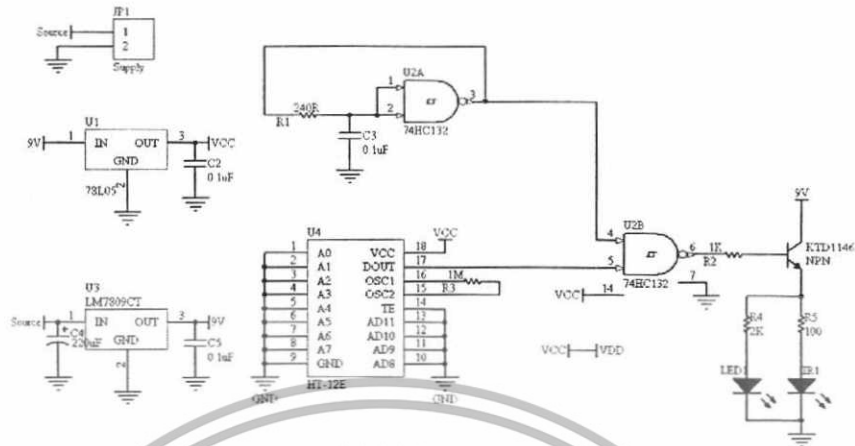 JP1
Source
1
2
Supply
U1
9V
1
IN
OUT
3
VCC
GND
2
78L05
C2
0.1uF
U3
LM7809CT
Source
1
IN
OUT
3
9V
GND
2
C4
220uF
C5
0.1uF
R1
240R
C3
0.1uF
U2A
1
2
3
74HC132
U4
1 A0 VCC 18 VCC
2 A1 DOUT 17
3 A2 OSC1 16 1M
4 A3 OSC2 15 R3
5 A4 TE 14
6 A5 AD11 13
7 A6 AD10 12
8 A7 AD9 11
9 GND AD8 10
HT-12E
GND
GND
U2B
4
5
6
7
74HC132
VCC
14
VCC
VDD
1K
R2
9V
KTD1146
NPN
R4
2K
R5
100
LED1
IR1